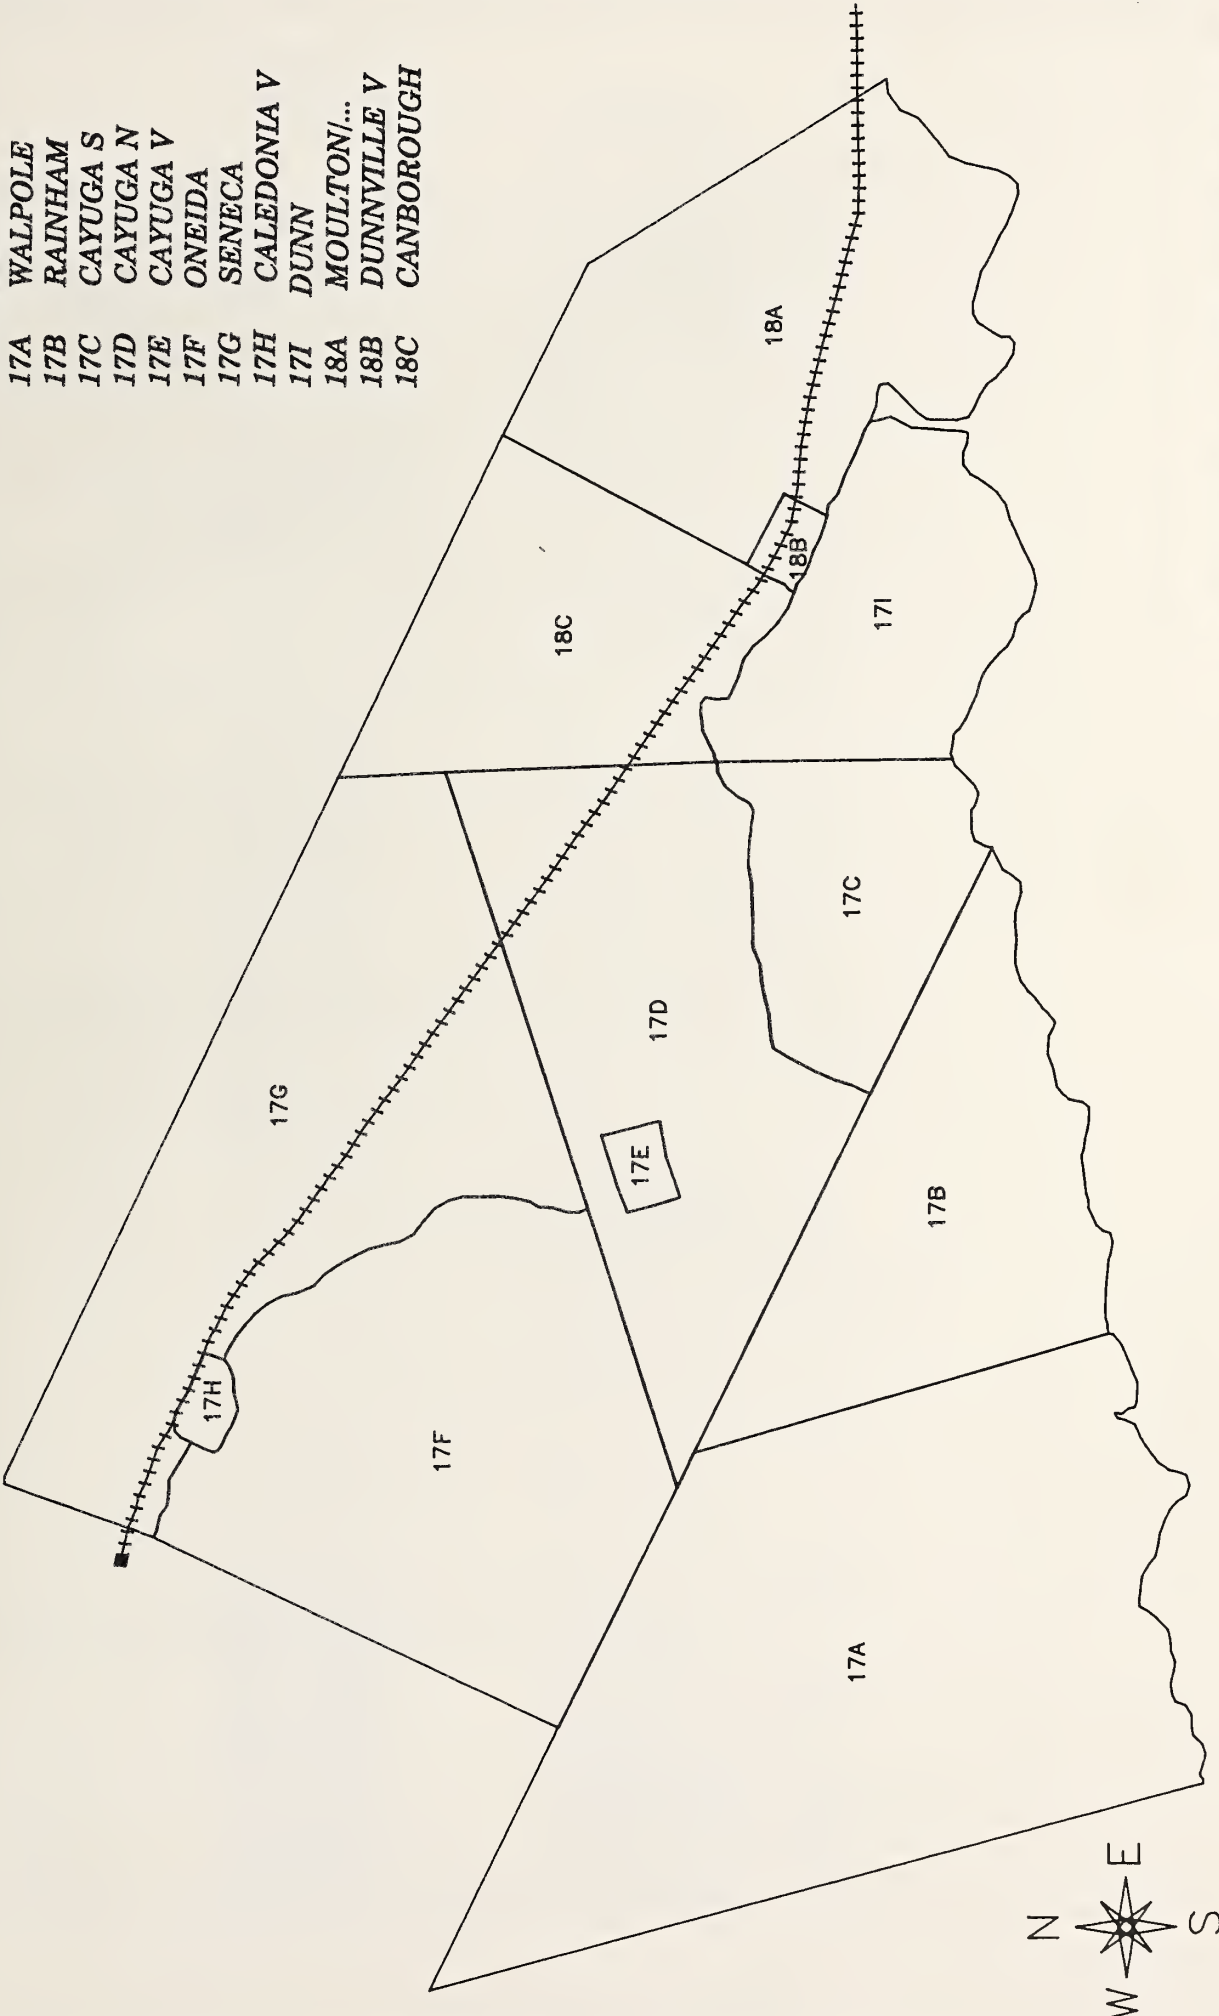 17A WALPOLE
17B RAINHAM
17C CAYUGA S
17D CAYUGA N
17E CAYUGA V
17F ONEIDA
17G SENECA
17H CALEDONIA V
17I DUNN
18A MOULTON/...
18B DUNNVILLE V
18C CANBOROUGH
17G
17H
17F
18C
18A
17E
17D
18B
17A
17B
17C
17I
N
W E
S